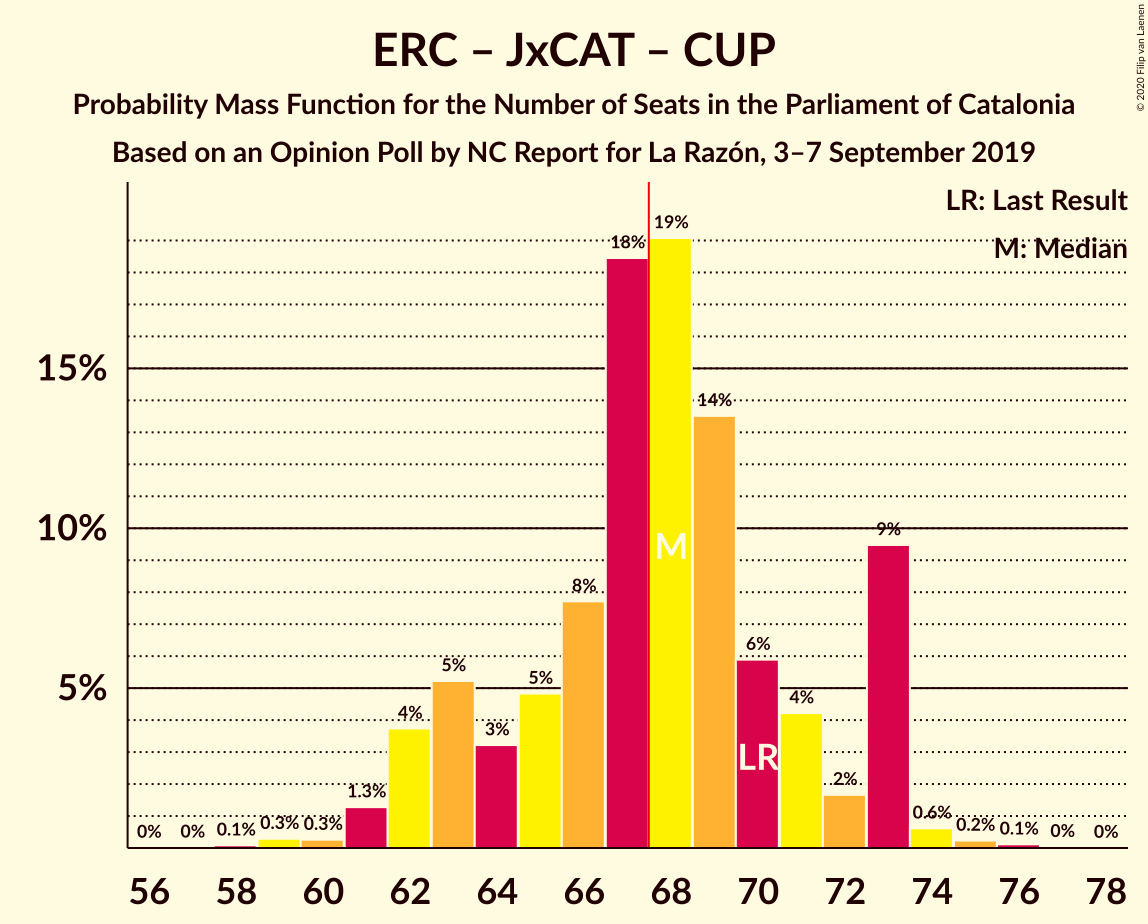 ERC – JxCAT – CUP
Probability Mass Function for the Number of Seats in the Parliament of Catalonia
Based on an Opinion Poll by NC Report for La Razón, 3–7 September 2019
© 2020 Filip van Laenen
LR: Last Result
M: Median
15%
10%
5%
0%
0%
0.1%
0.3%
0.3%
1.3%
4%
5%
3%
5%
8%
18%
19%
14%
6%
4%
2%
9%
0.6%
0.2%
0.1%
0%
0%
M
LR
56 58 60 62 64 66 68 70 72 74 76 78